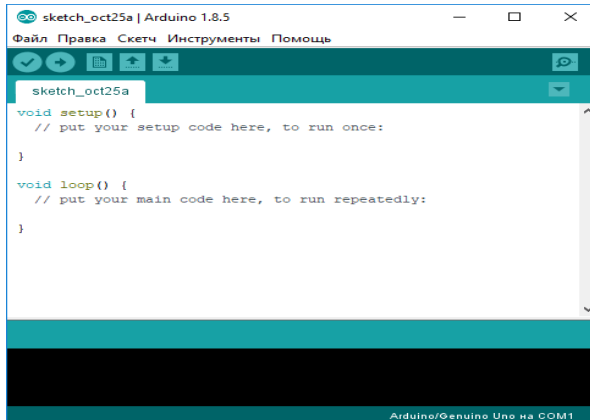 sketch_oct25a | Arduino 1.8.5
Файл Правка Скетч Инструменты Помощь
sketch_oct25a
void setup() {
  // put your setup code here, to run once:
}
void loop() {
  // put your main code here, to run repeatedly:
}
Arduino/Genuino Uno на COM1